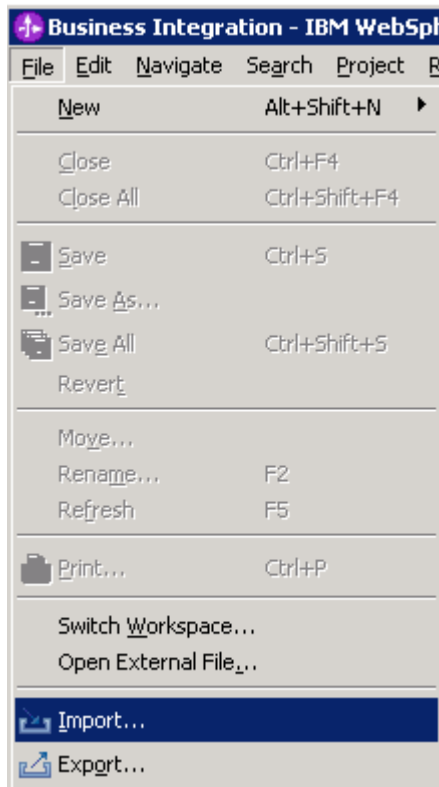 Business Integration - IBM WebSph
File Edit Navigate Search Project R
New Alt+Shift+N
Close Ctrl+F4
Close All Ctrl+Shift+F4
Save Ctrl+S
Save As...
Save All Ctrl+Shift+S
Revert
Move...
Rename... F2
Refresh F5
Print... Ctrl+P
Switch Workspace...
Open External File...
Import...
Export...